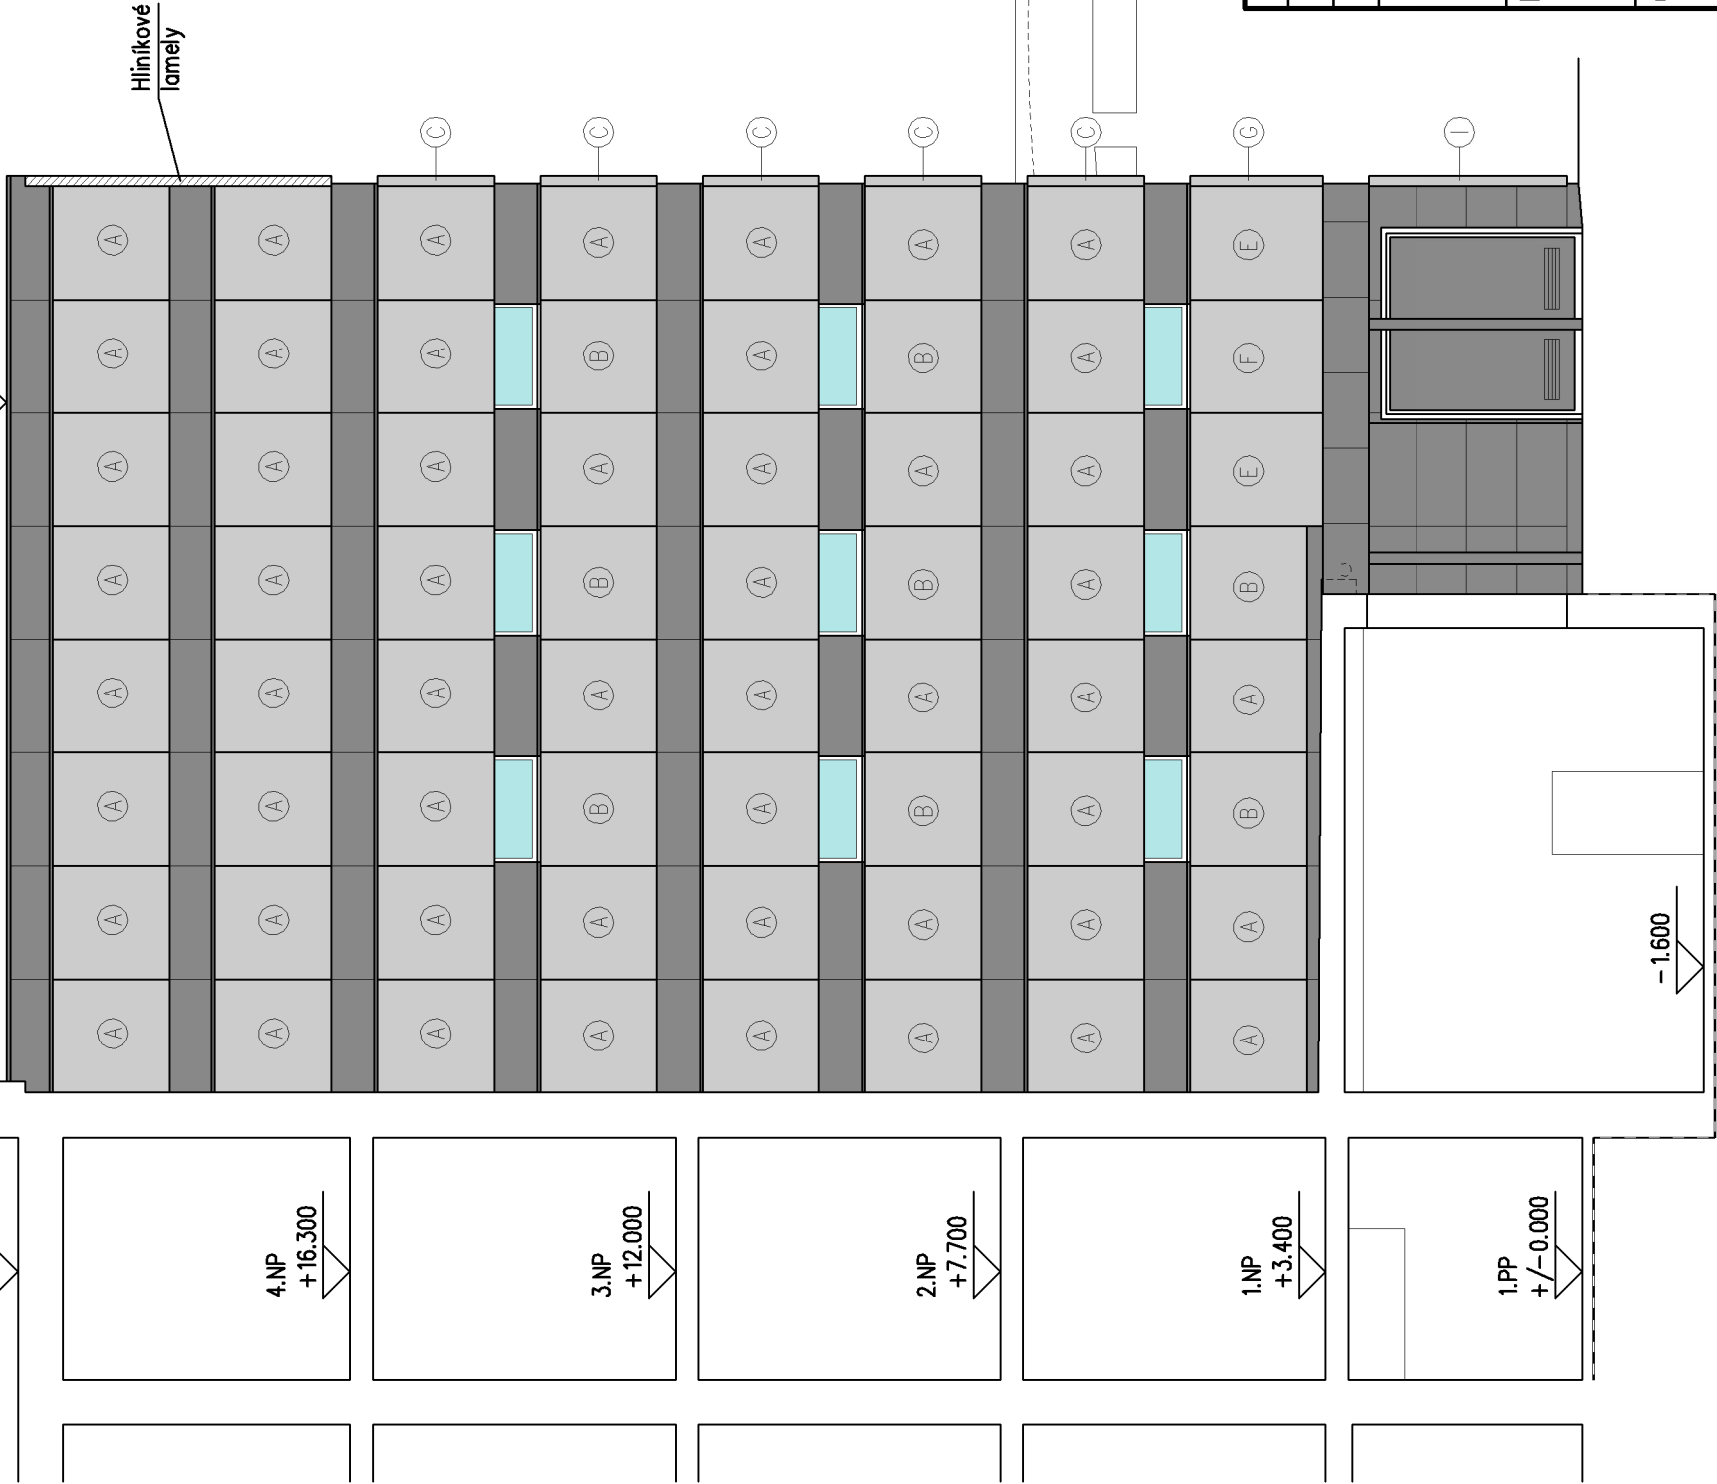 A A A A A A A A
Hliníkové
lamely
4.NP
+16.300
A A A A A A A A
A A A A A A A A C
3.NP
+12.000
A A B A B A B A C
A A A A A A A A C
2.NP
+7.700
A A B A B A B A C
A A A A A A A A C
1.NP
+3.400
A A B A B E F E G
I
1.PP
+/-0.000
-1.600